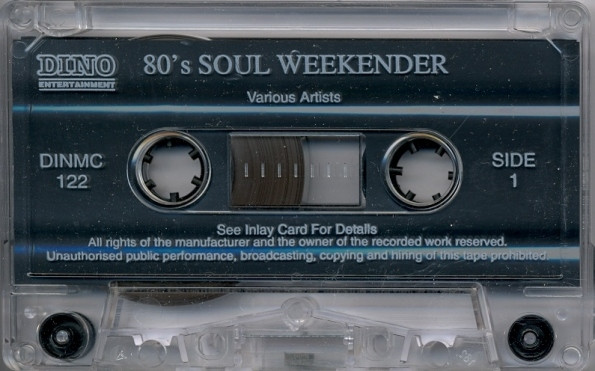 DINO
ENTERTAINMENT
80's SOUL WEEKENDER
Various Artists
DINMC
122
SIDE
1
See Inlay Card For Details
All rights of the manufacturer and the owner of the recorded work reserved.
Unauthorised public performance, broadcasting, copying and hiring of this tape prohibited.